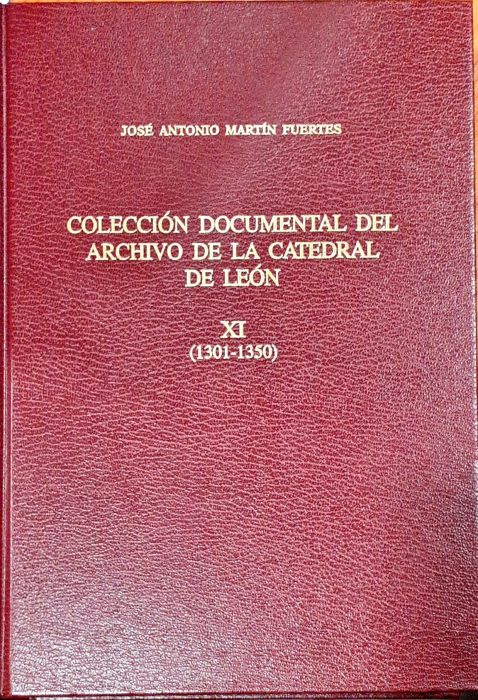 JOSÉ ANTONIO MARTÍN FUERTES
COLECCIÓN DOCUMENTAL DEL
ARCHIVO DE LA CATEDRAL
DE LEÓN
XI
(1301-1350)